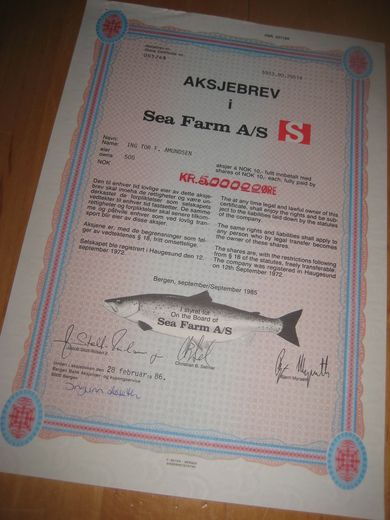 AKSJEBREV
i
Sea Farm A/S S
Navn:
Name: ING TOR F. AMUNDSEN
eier
owns 500
NOK
aksjer à NOK 10,- fullt innbetalt med
shares of NOK 10,- each, fully paid by
KR.5,00000ØRE
Den til enhver tid lovlige eier av dette aksje-
brev skal inneha de rettigheter og være un-
derkastet de forpliktelser som selskapets
vedtekter til enhver tid fastsetter. De samme
rettigheter og forpliktelser skal senere tilkom-
me og påhvile enhver som ved lovlig tran-
sport blir eier av disse aksjer.
Aksjene er, med de begrensninger som føl-
ger av vedtektenes § 18, fritt omsettelige.
Selskapet ble registrert i Haugesund 12.
september 1972.
The at any time legal and lawful owner of this
certificate shall enjoy the rights and be sub-
ject to the liabilities laid down by the statutes
of the company.
The same rights and liabilities shall apply to
any person who by legal transfer becomes
the owner of these shares.
The shares are, with the restrictions following
from § 18 of the statutes, freely transferable.
The company was registered in Haugesund
on 12th September 1972.
Bergen, september/September 1985
I styret for
On the Board of
Sea Farm A/S
Christian B.
28 februar 86.
Bergen